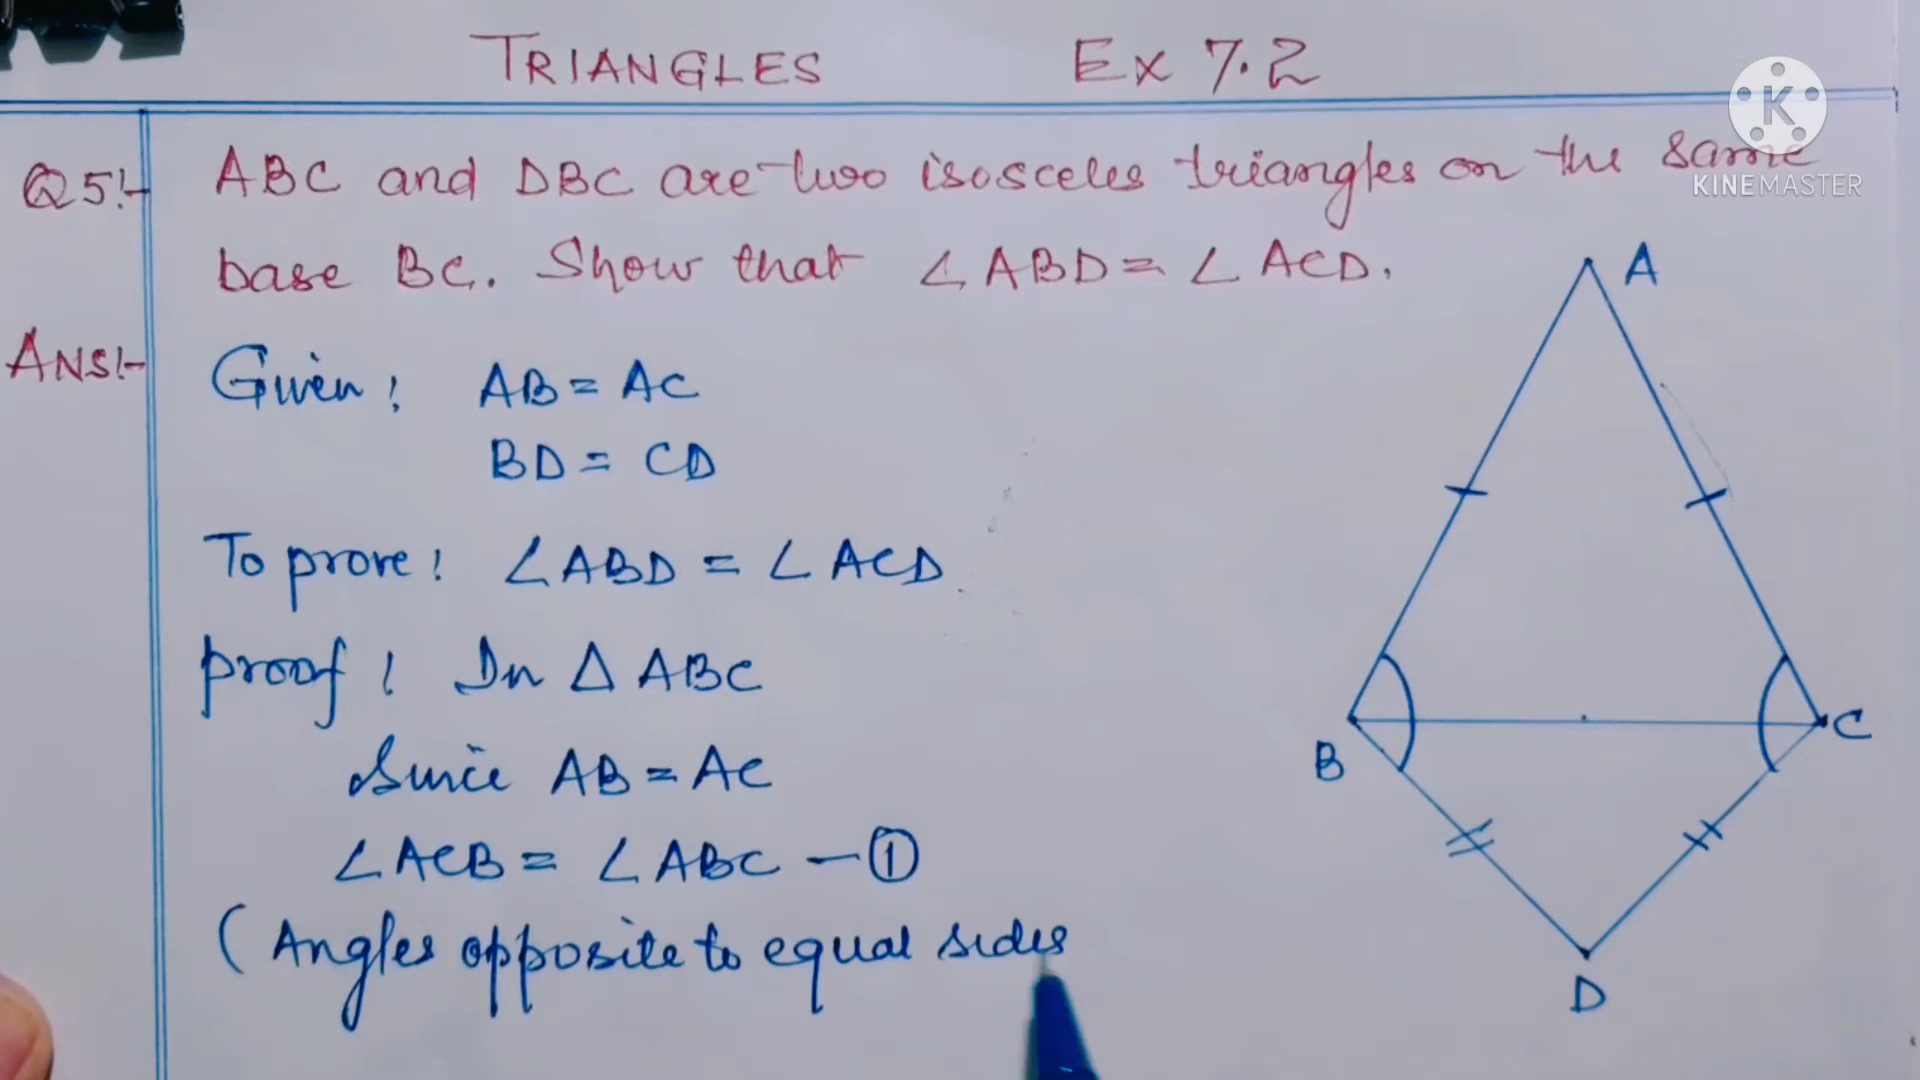 TRIANGLES Ex 7.2
Q5:- ABC and DBC are two isosceles triangles on the same
base BC. Show that ∠ABD = ∠ACD.
ANS:- Given: AB = AC
BD = CD
To prove: ∠ABD = ∠ACD
proof: In △ABC
Since AB = AC
∠ACB = ∠ABC — ①
(Angles opposite to equal sides
A
B
C
D
K
KINEMASTER